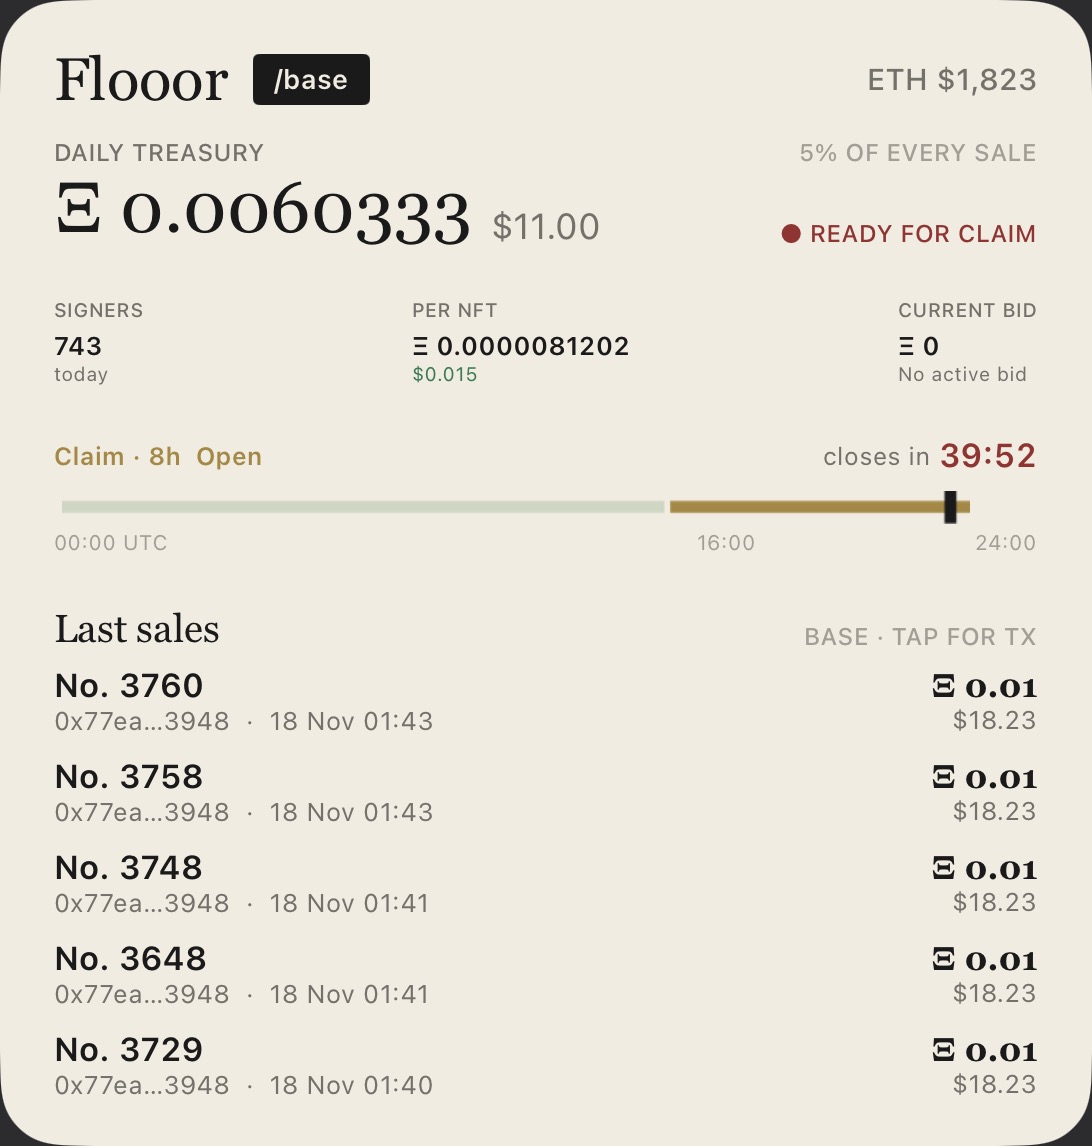 Flooor /base ETH $1,823
DAILY TREASURY 5% OF EVERY SALE
Ξ 0.0060333 $11.00 READY FOR CLAIM
SIGNERS PER NFT CURRENT BID
743 Ξ 0.0000081202 Ξ 0
today $0.015 No active bid
Claim · 8h Open closes in 39:52
00:00 UTC 16:00 24:00
Last sales BASE · TAP FOR TX
No. 3760 Ξ 0.01
0x77ea…3948 · 18 Nov 01:43 $18.23
No. 3758 Ξ 0.01
0x77ea…3948 · 18 Nov 01:43 $18.23
No. 3748 Ξ 0.01
0x77ea…3948 · 18 Nov 01:41 $18.23
No. 3648 Ξ 0.01
0x77ea…3948 · 18 Nov 01:41 $18.23
No. 3729 Ξ 0.01
0x77ea…3948 · 18 Nov 01:40 $18.23